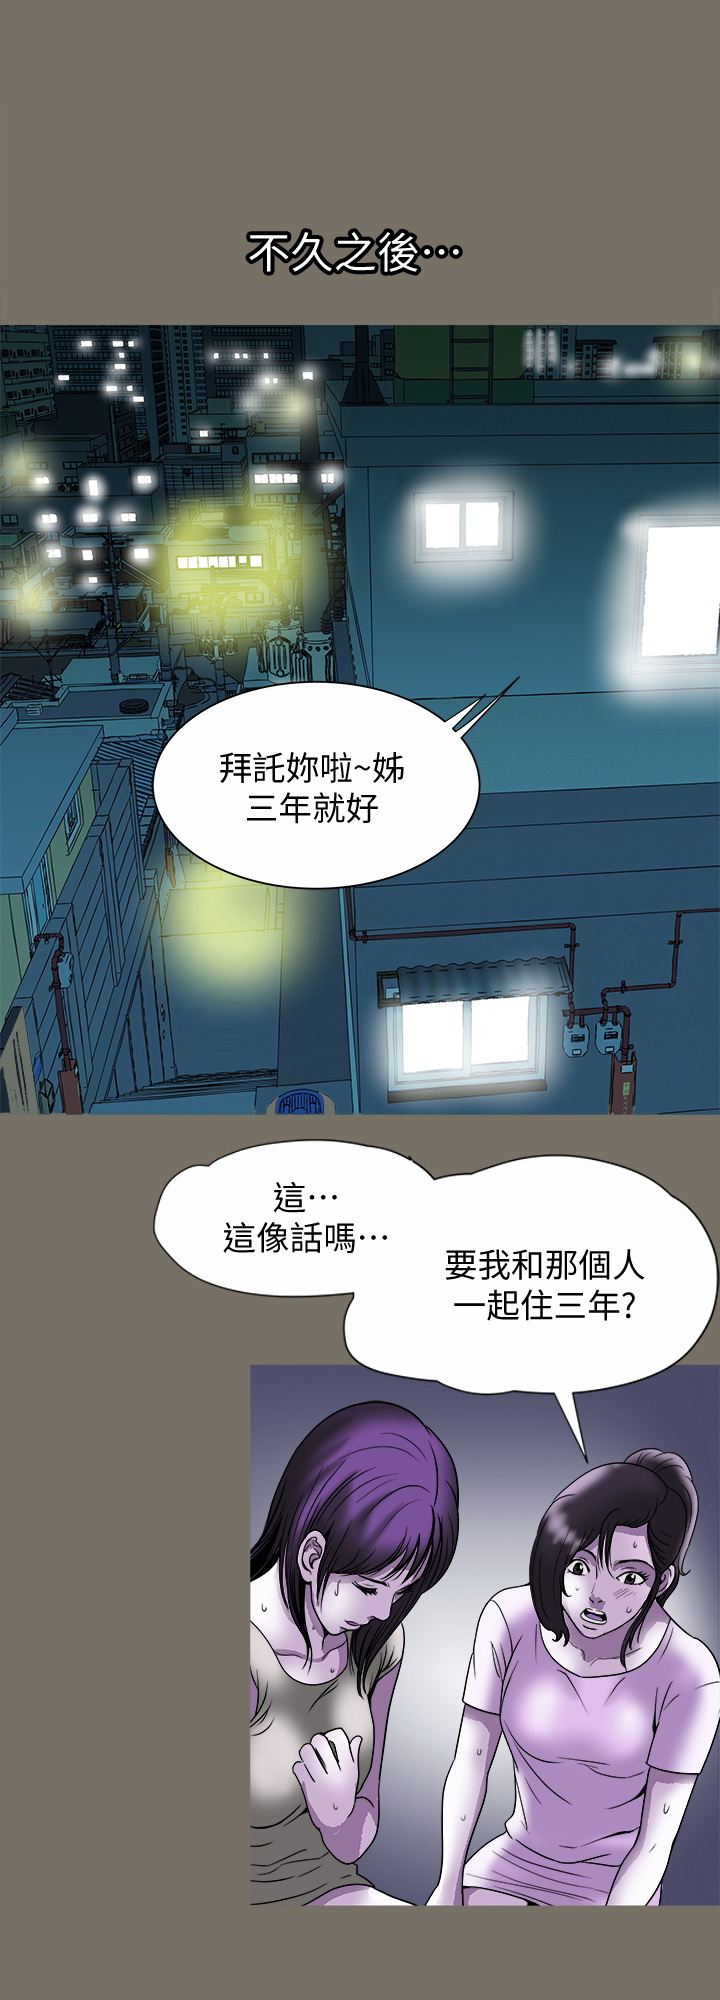 不久之後⋯
拜託妳啦~姊
三年就好
這⋯
這像話嗎⋯
要我和那個人
一起住三年?